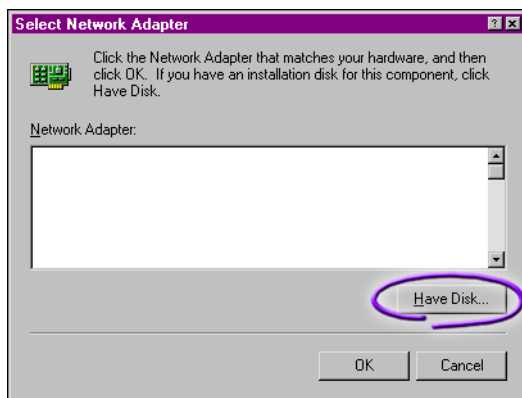 Select Network Adapter
Click the Network Adapter that matches your hardware, and then
click OK. If you have an installation disk for this component, click
Have Disk.
Network Adapter:
Have Disk...
OK Cancel